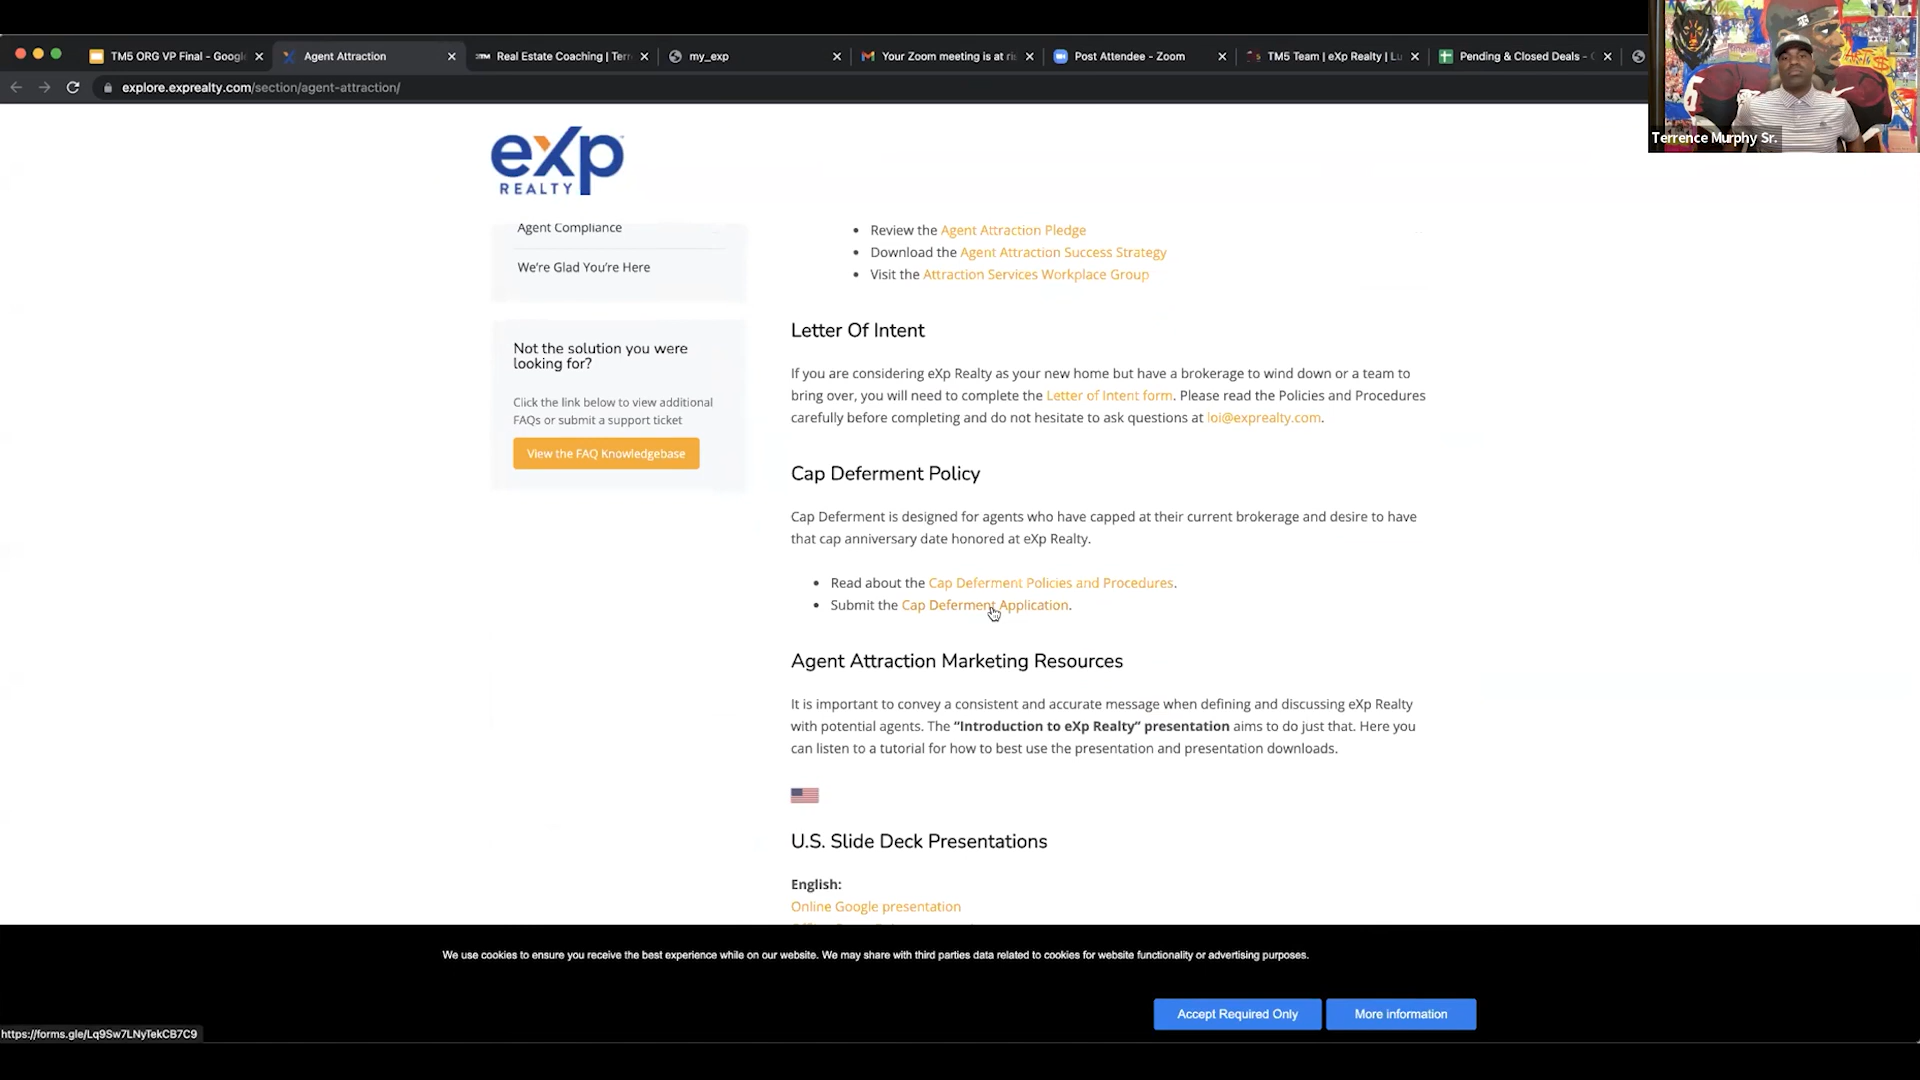 TM5 ORG VP Final - Google
Agent Attraction
Real Estate Coaching | Terr
my_exp
Your Zoom meeting is at ris
Post Attendee - Zoom
TM5 Team | eXp Realty | Lu
Pending & Closed Deals - G
explore.exprealty.com/section/agent-attraction/
Terrence Murphy Sr.
eXp
REALTY
Agent Compliance
We're Glad You're Here
Not the solution you were
looking for?
Click the link below to view additional
FAQs or submit a support ticket
View the FAQ Knowledgebase
• Review the Agent Attraction Pledge
• Download the Agent Attraction Success Strategy
• Visit the Attraction Services Workplace Group
Letter Of Intent
If you are considering eXp Realty as your new home but have a brokerage to wind down or a team to
bring over, you will need to complete the Letter of Intent form. Please read the Policies and Procedures
carefully before completing and do not hesitate to ask questions at loi@exprealty.com.
Cap Deferment Policy
Cap Deferment is designed for agents who have capped at their current brokerage and desire to have
that cap anniversary date honored at eXp Realty.
• Read about the Cap Deferment Policies and Procedures.
• Submit the Cap Deferment Application.
Agent Attraction Marketing Resources
It is important to convey a consistent and accurate message when defining and discussing eXp Realty
with potential agents. The “Introduction to eXp Realty” presentation aims to do just that. Here you
can listen to a tutorial for how to best use the presentation and presentation downloads.
U.S. Slide Deck Presentations
English:
Online Google presentation
We use cookies to ensure you receive the best experience while on our website. We may share with third parties data related to cookies for website functionality or advertising purposes.
Accept Required Only
More information
https://forms.gle/Lq9Sw7LNyTekCB7C9